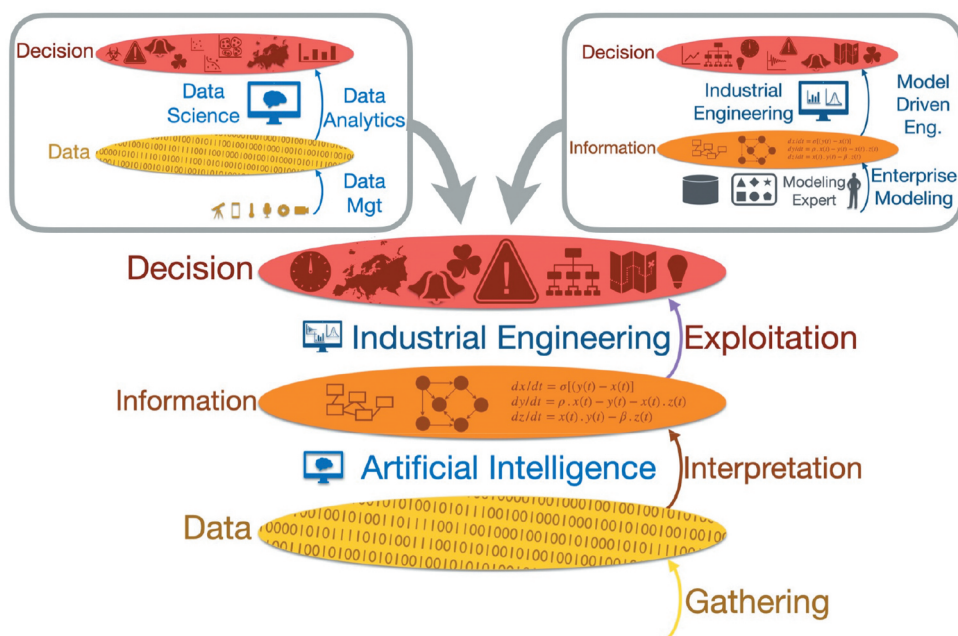 Decision
Data
Science
Data
Analytics
Data
Data
Mgt
Decision
Industrial
Engineering
Model
Driven
Eng.
Information
Modeling
Expert
Enterprise
Modeling
Decision
Industrial Engineering
Exploitation
Information
dx/dt = σ[(y(t) − x(t)]
dy/dt = ρ . x(t) − y(t) − x(t) . z(t)
dz/dt = x(t) . y(t) − β . z(t)
Artificial Intelligence
Interpretation
Data
Gathering